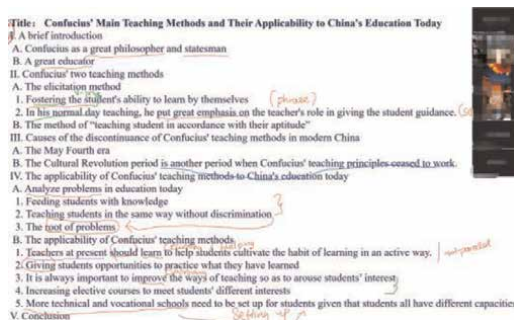 Title： Confucius' Main Teaching Methods and Their Applicability to China's Education Today
I. A brief introduction
A. Confucius as a great philosopher and statesman
B. A great educator
II. Confucius' two teaching methods
A. The elicitation method
1. Fostering the student's ability to learn by themselves (phrase)
2. In his normal day teaching, he put great emphasis on the teacher's role in giving the student guidance.
B. The method of "teaching student in accordance with their aptitude"
III. Causes of the discontinuance of Confucius' teaching methods in modern China
A. The May Fourth era
B. The Cultural Revolution period is another period when Confucius' teaching principles ceased to work.
IV. The applicability of Confucius' teaching methods to China's education today
A. Analyze problems in education today
1. Feeding students with knowledge
2. Teaching students in the same way without discrimination
3. The root of problems
B. The applicability of Confucius' teaching methods
1. Teachers at present should learn to help students cultivate the habit of learning in an active way.
2. Giving students opportunities to practice what they have learned
3. It is always important to improve the ways of teaching so as to arouse students' interest
4. Increasing elective courses to meet students' different interests
5. More technical and vocational schools need to be set up for students given that students all have different capacities
V. Conclusion setting up